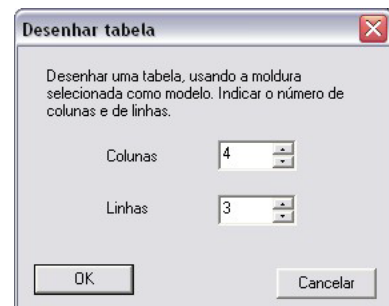 Desenhar tabela
Desenhar uma tabela, usando a moldura
selecionada como modelo. Indicar o número de
colunas e de linhas.
Colunas 4
Linhas 3
OK Cancelar